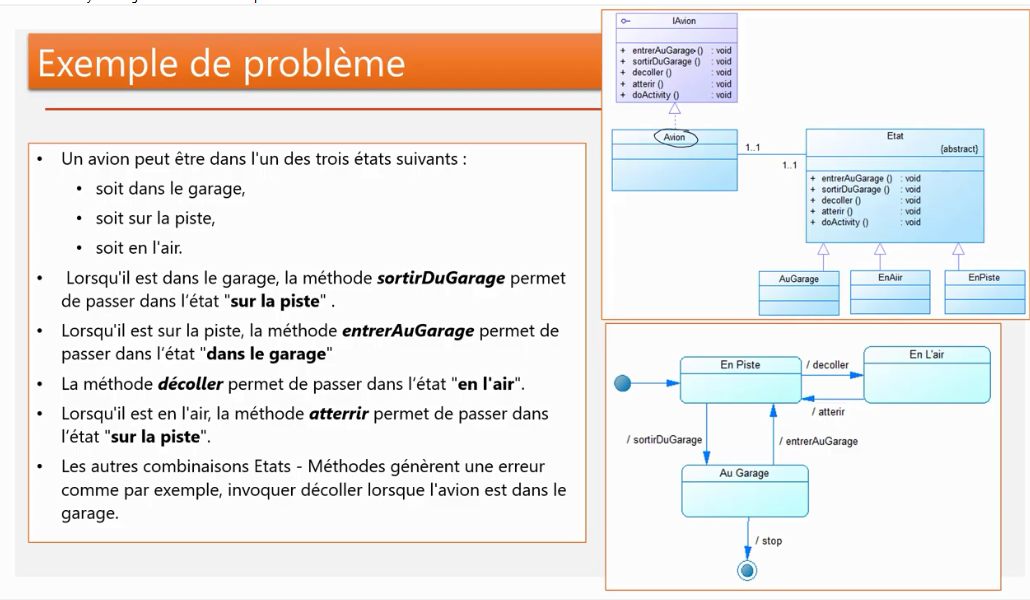 Exemple de problème
• Un avion peut être dans l'un des trois états suivants :
• soit dans le garage,
• soit sur la piste,
• soit en l'air.
• Lorsqu'il est dans le garage, la méthode sortirDuGarage permet
de passer dans l'état "sur la piste" .
• Lorsqu'il est sur la piste, la méthode entrerAuGarage permet de
passer dans l'état "dans le garage"
• La méthode décoller permet de passer dans l'état "en l'air".
• Lorsqu'il est en l'air, la méthode atterrir permet de passer dans
l'état "sur la piste".
• Les autres combinaisons Etats - Méthodes génèrent une erreur
comme par exemple, invoquer décoller lorsque l'avion est dans le
garage.
IAvion
+ entrerAuGarage () : void
+ sortirDuGarage () : void
+ decoller () : void
+ atterir () : void
+ doActivity () : void
Avion
1..1
1..1
Etat
{abstract}
+ entrerAuGarage () : void
+ sortirDuGarage () : void
+ decoller () : void
+ atterir () : void
+ doActivity () : void
AuGarage
EnAiir
EnPiste
En Piste
/ decoller
En L'air
/ atterir
/ sortirDuGarage
/ entrerAuGarage
Au Garage
/ stop